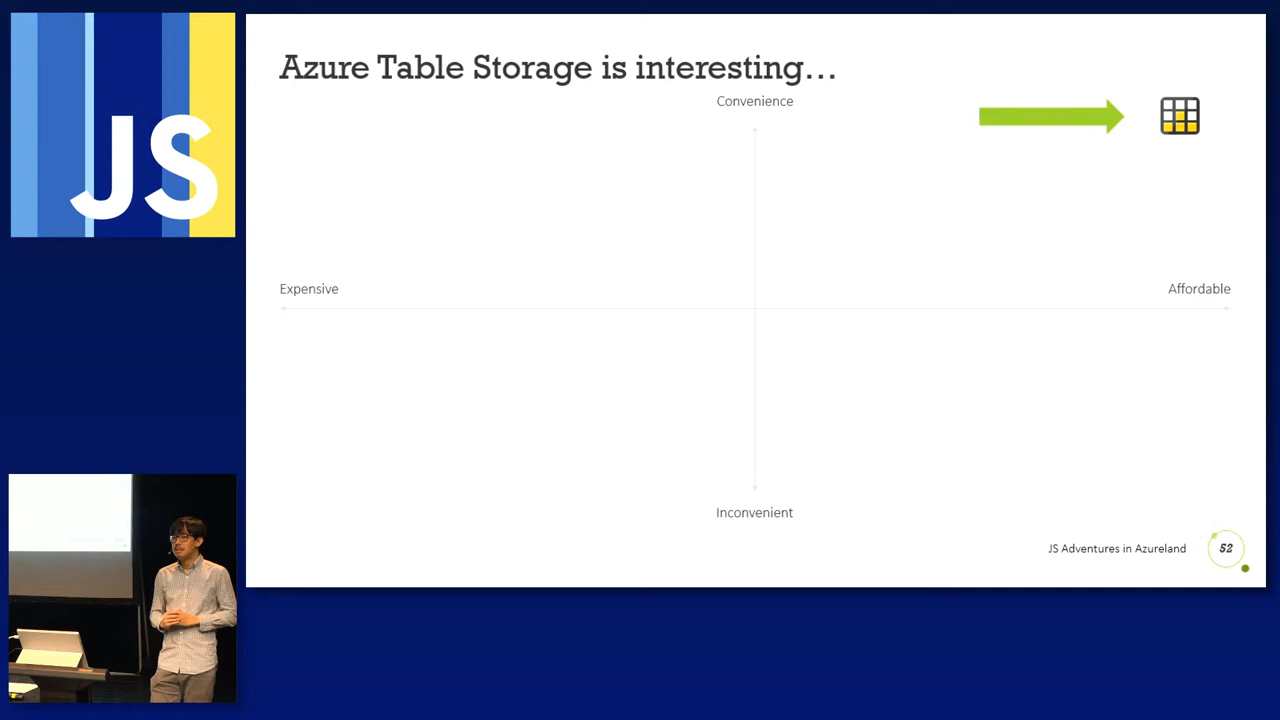 JS
Azure Table Storage is interesting...
Convenience
Expensive
Affordable
Inconvenient
JS Adventures in Azureland
52